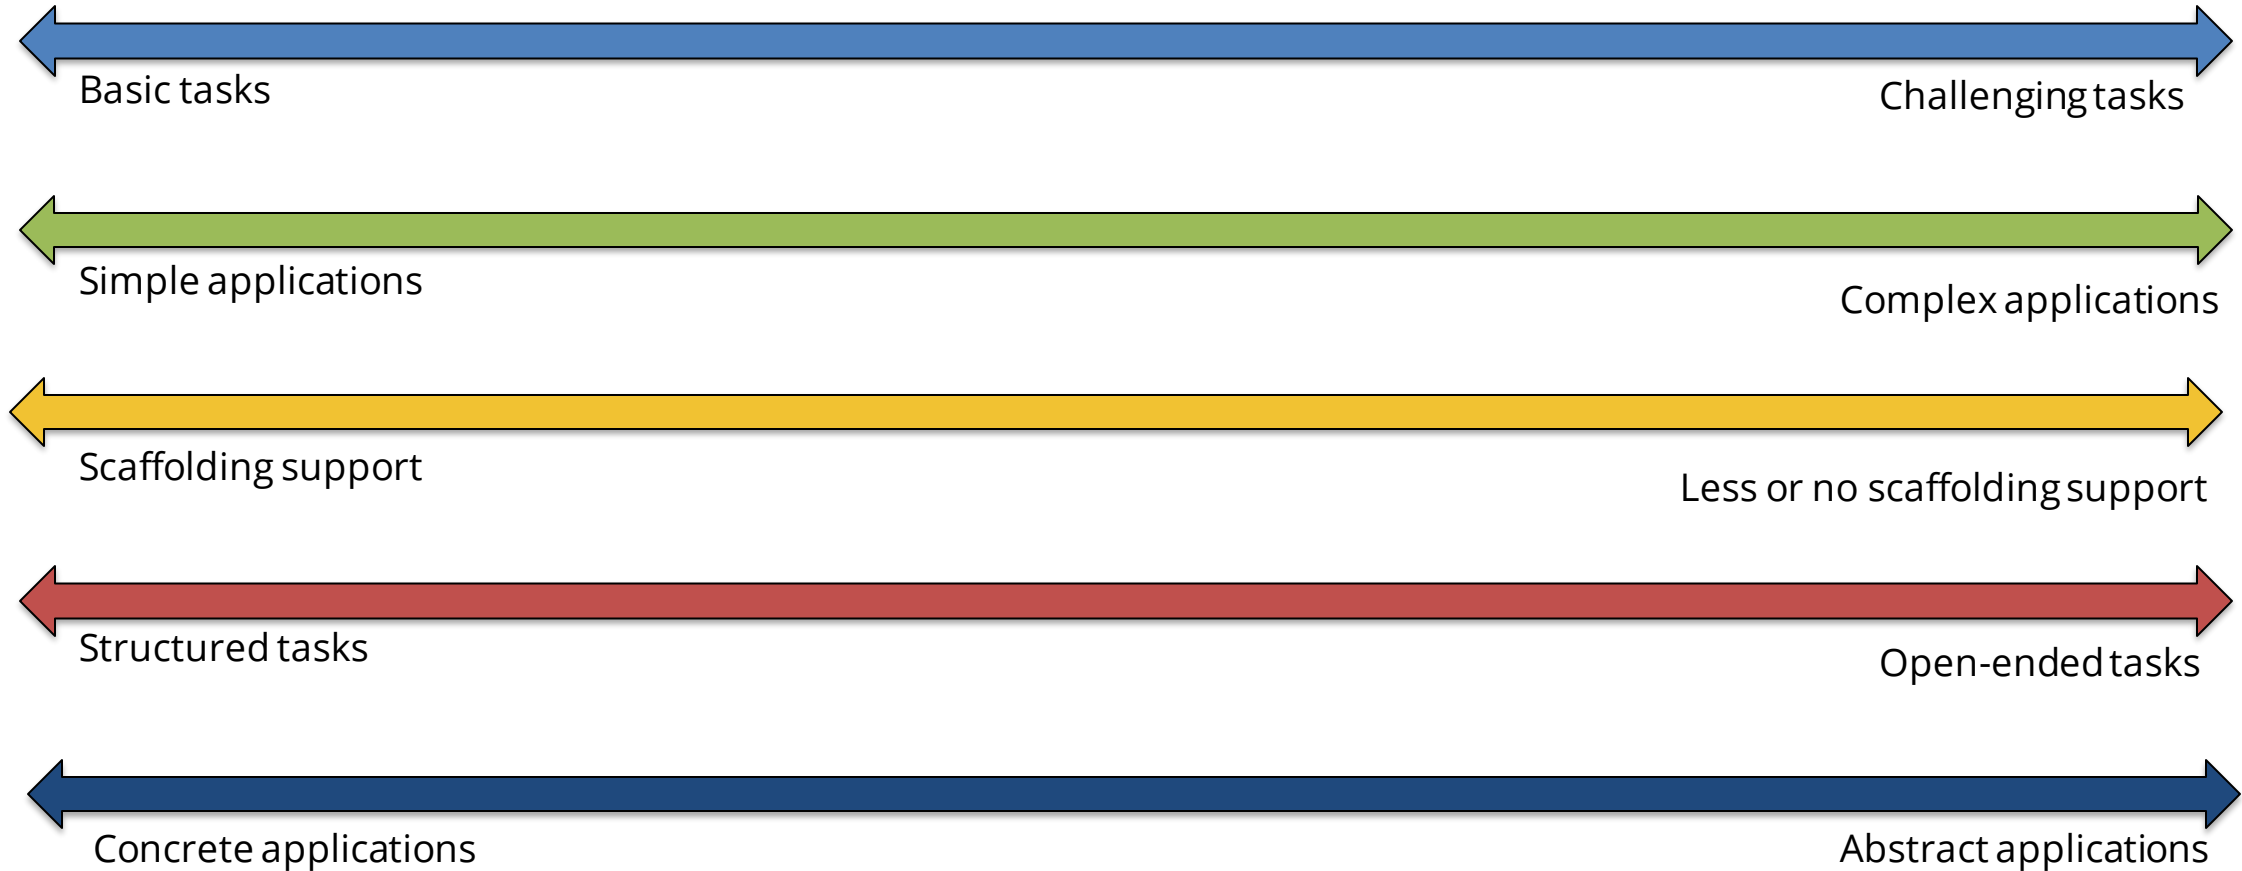 Basic tasks
Challenging tasks
Simple applications
Complex applications
Scaffolding support
Less or no scaffolding support
Structured tasks
Open-ended tasks
Concrete applications
Abstract applications